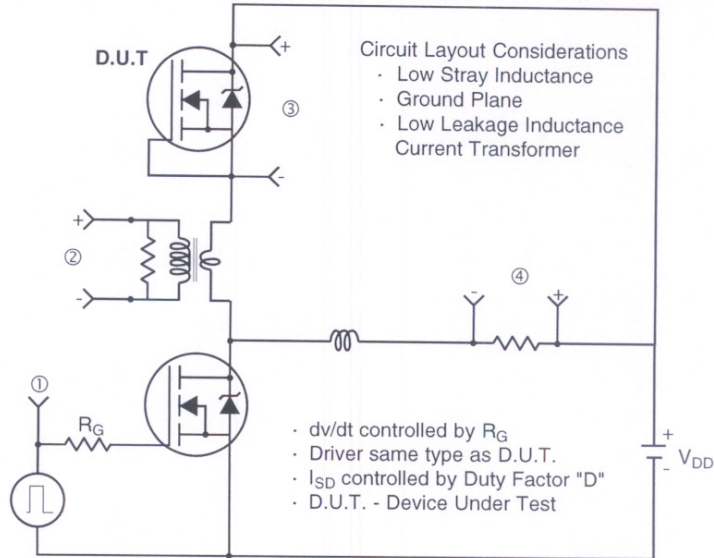 D.U.T
+
③
-
Circuit Layout Considerations
· Low Stray Inductance
· Ground Plane
· Low Leakage Inductance
Current Transformer
+
②
-
④
-
+
①
R_G
· dv/dt controlled by R_G
· Driver same type as D.U.T.
· I_SD controlled by Duty Factor "D"
· D.U.T. - Device Under Test
+
-
V_DD